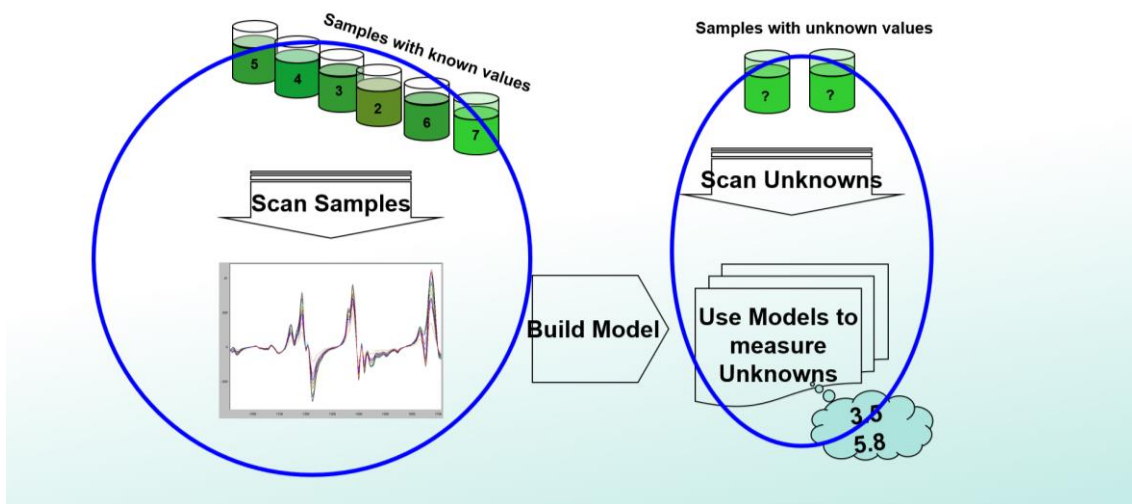 Samples with known values
5
4
3
2
6
7
Scan Samples
Build Model
Samples with unknown values
?
?
Scan Unknowns
Use Models to
measure
Unknowns
3.5
5.8